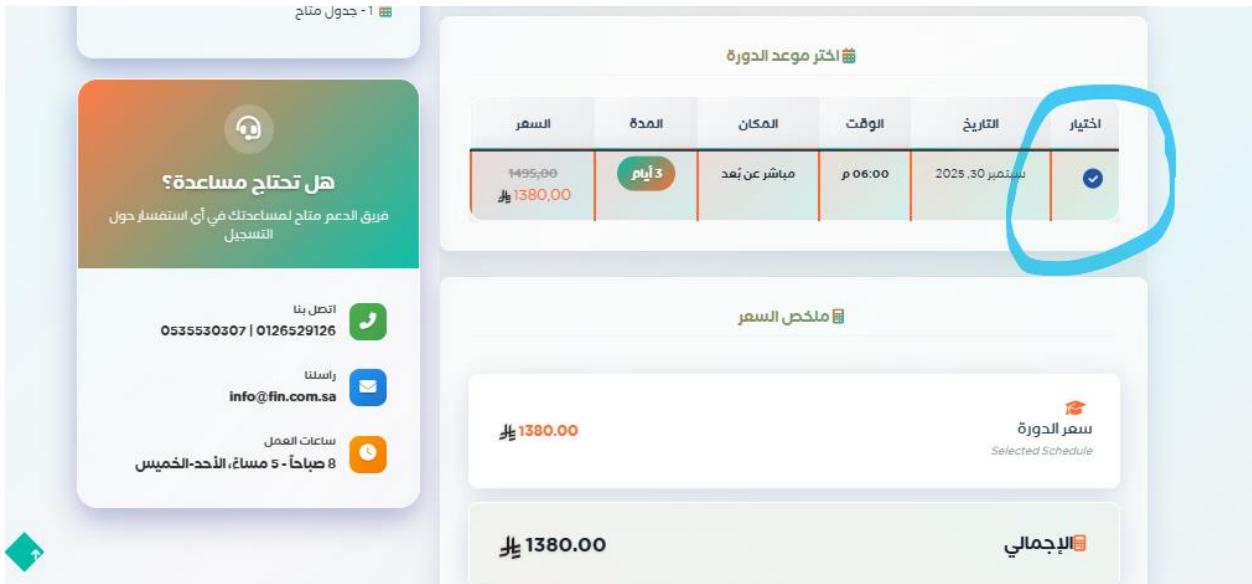 1 - جدول متاح
هل تحتاج مساعدة؟
فريق الدعم متاح لمساعدتك في أي استفسار حول
التسجيل
اتصل بنا
0535530307 | 0126529126
راسلنا
info@fin.com.sa
ساعات العمل
8 صباحاً - 5 مساءً، الأحد-الخميس
اختر موعد الدورة
اختيار التاريخ الوقت المكان المدة السعر
سبتمبر 30, 2025 06:00 م مباشر عن بُعد 3 أيام 1495,00
1380,00
ملخص السعر
سعر الدورة
Selected Schedule
1380.00
الإجمالي 1380.00